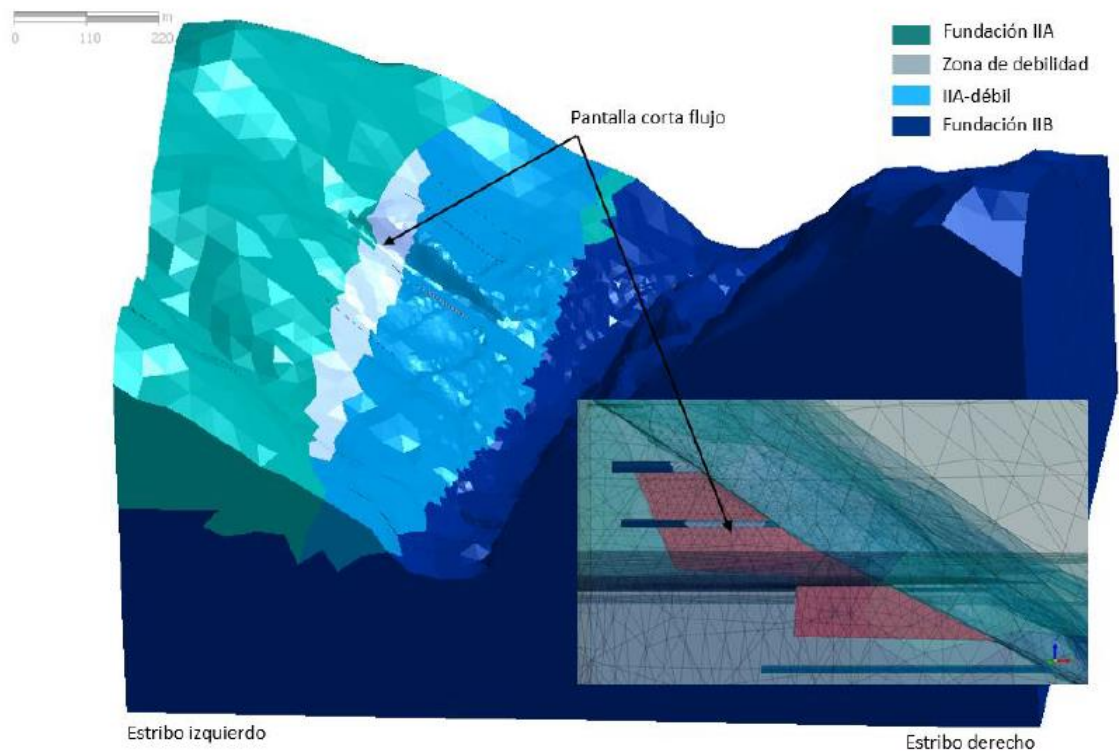 m
0 110 220
Fundación IIA
Zona de debilidad
IIA-débil
Fundación IIB
Pantalla corta flujo
Estribo izquierdo
Estribo derecho